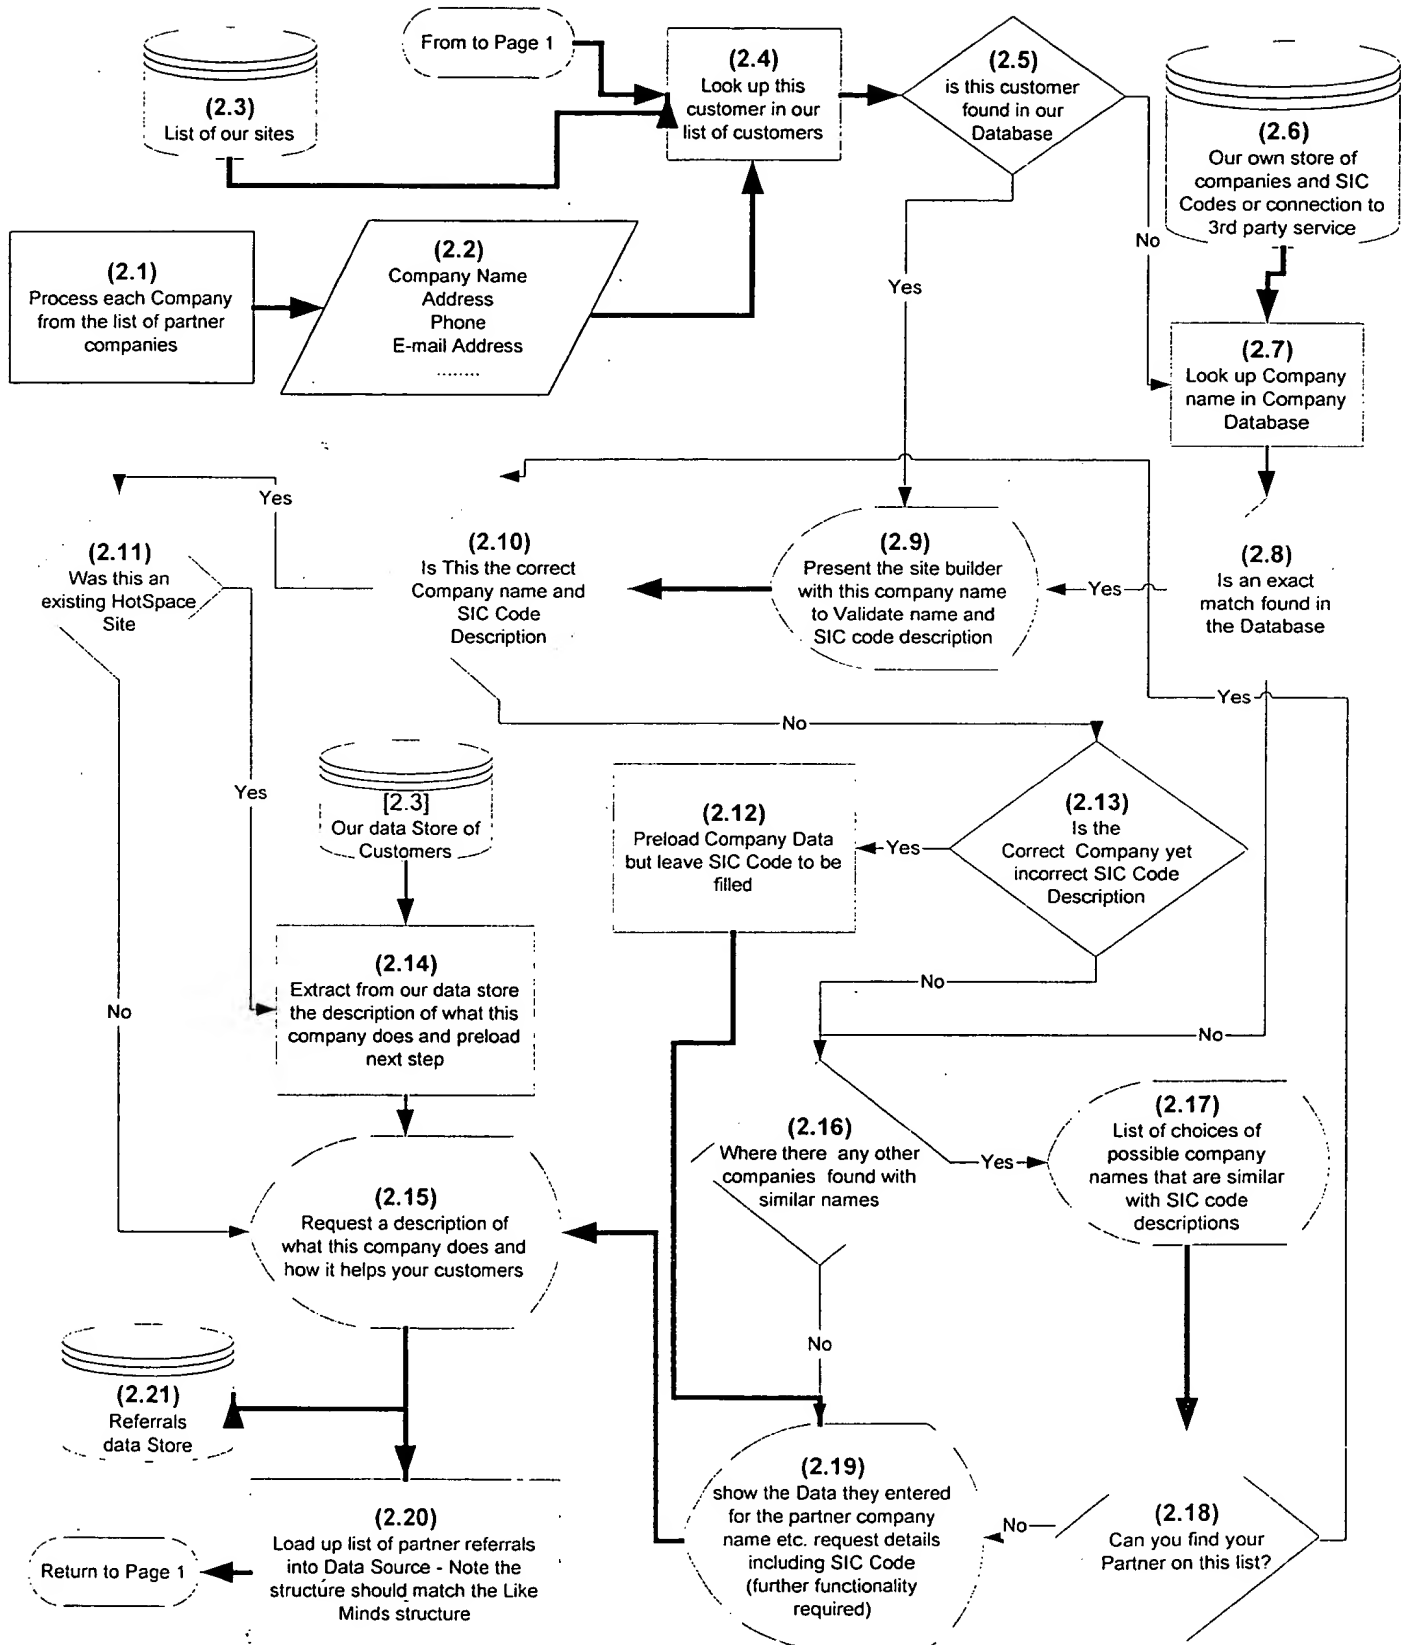 From to Page 1
(2.3)
List of our sites
(2.4)
Look up this
customer in our
list of customers
(2.5)
is this customer
found in our
Database
(2.6)
Our own store of
companies and SIC
Codes or connection to
3rd party service
No
Yes
(2.1)
Process each Company
from the list of partner
companies
(2.2)
Company Name
Address
Phone
E-mail Address
........
(2.7)
Look up Company
name in Company
Database
Yes
(2.11)
Was this an
existing HotSpace
Site
(2.10)
Is This the correct
Company name and
SIC Code
Description
(2.9)
Present the site builder
with this company name
to Validate name and
SIC code description
Yes
(2.8)
Is an exact
match found in
the Database
Yes
No
Yes
[2.3]
Our data Store of
Customers
(2.12)
Preload Company Data
but leave SIC Code to be
filled
Yes
(2.13)
Is the
Correct Company yet
incorrect SIC Code
Description
(2.14)
Extract from our data store
the description of what this
company does and preload
next step
No
No
No
(2.16)
Where there any other
companies found with
similar names
Yes
(2.17)
List of choices of
possible company
names that are similar
with SIC code
descriptions
(2.15)
Request a description of
what this company does and
how it helps your customers
No
(2.21)
Referrals
data Store
(2.20)
Load up list of partner referrals
into Data Source - Note the
structure should match the Like
Minds structure
Return to Page 1
(2.19)
show the Data they entered
for the partner company
name etc. request details
including SIC Code
(further functionality
required)
No
(2.18)
Can you find your
Partner on this list?